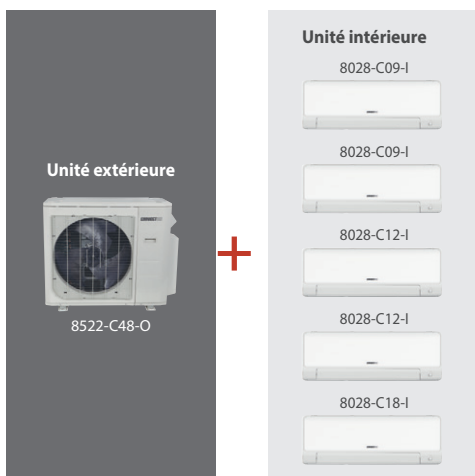 Unité extérieure
8522-C48-O
+
Unité intérieure
8028-C09-I
8028-C09-I
8028-C12-I
8028-C12-I
8028-C18-I